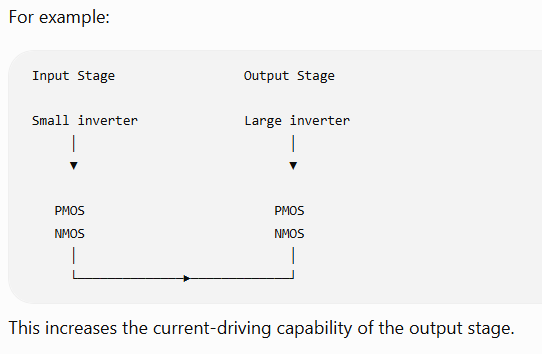 For example:
Input Stage Output Stage
Small inverter Large inverter
PMOS PMOS
NMOS NMOS
This increases the current-driving capability of the output stage.